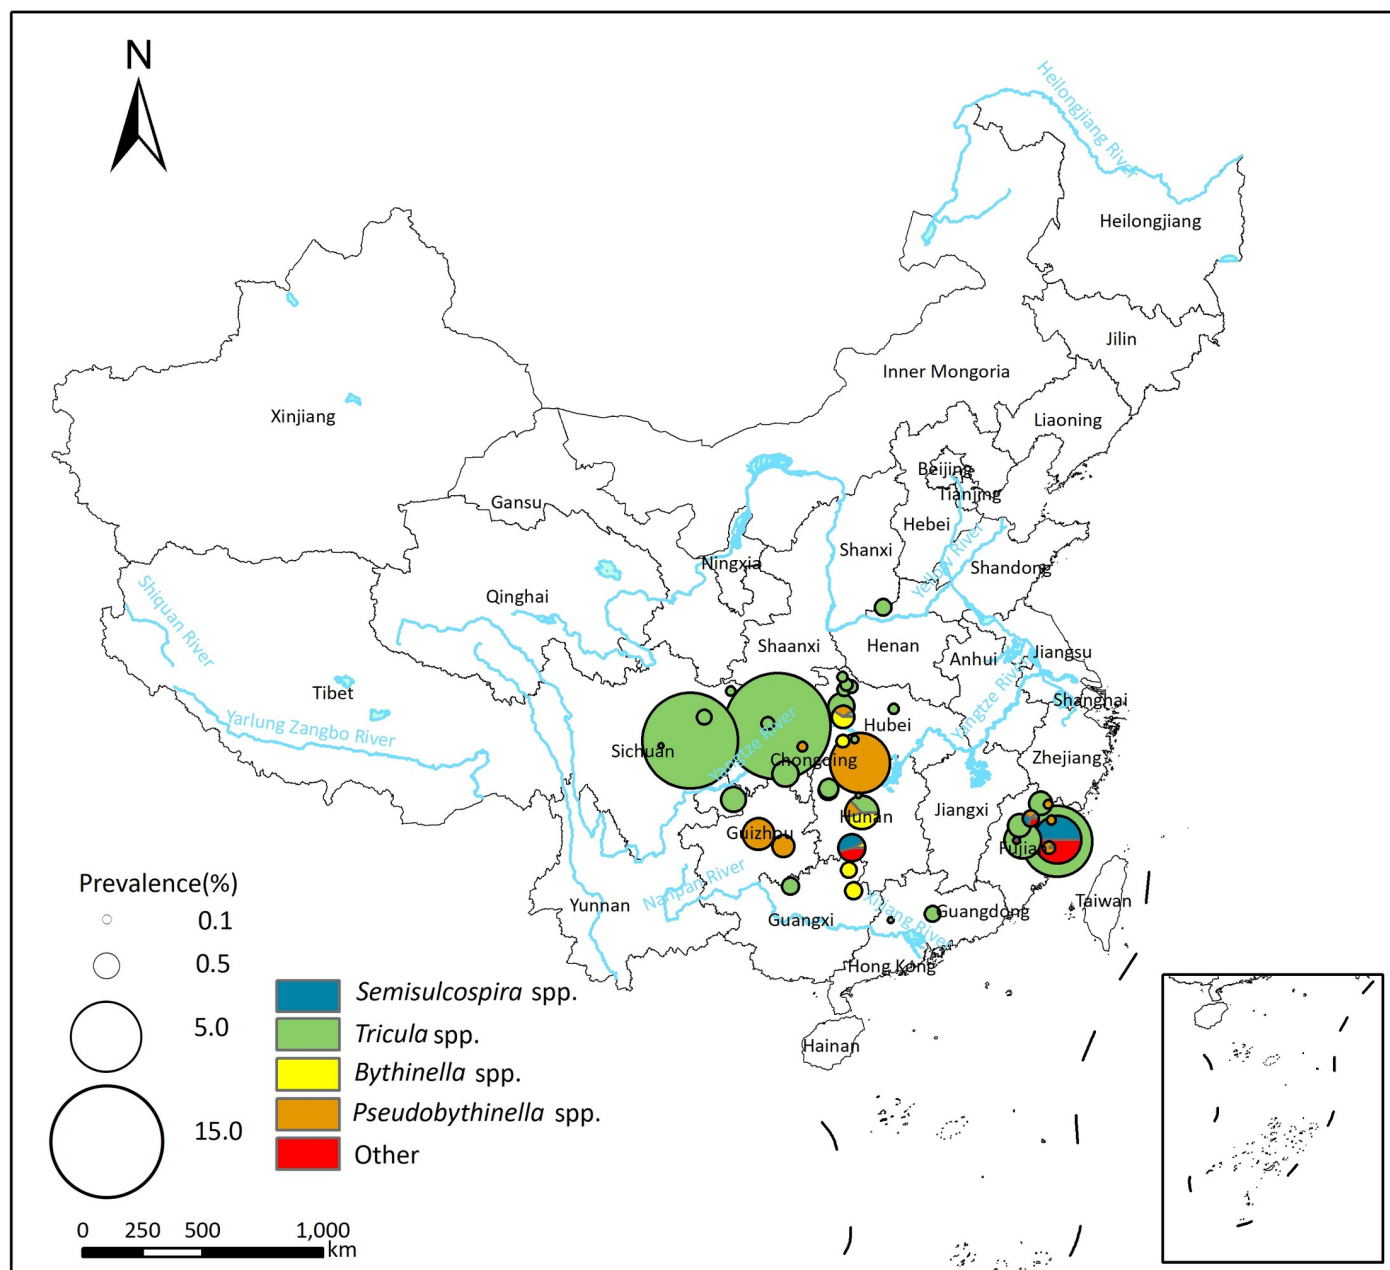 N
Heilongjiang River
Heilongjiang
Jilin
Inner Mongoria
Liaoning
Xinjiang
Beijing
Tianjing
Gansu
Hebei
Shanxi
Yellow River
Ningxia
Shandong
Shiquan River
Qinghai
Shaanxi
Henan
Anhui
Jiangsu
Tibet
Shanghai
Yarlung Zangbo River
Yangtze River
Hubei
Yangtze River
Sichuan
Chongqing
Zhejiang
Jiangxi
Hunan
Guizhou
Fujian
Nanpan River
Yunnan
Guangxi
Xijiang River
Guangdong
Taiwan
Hong Kong
Hainan
Prevalence(%)
0.1
0.5
5.0
15.0
Semisulcospira spp.
Tricula spp.
Bythinella spp.
Pseudobythinella spp.
Other
0 250 500 1,000
km